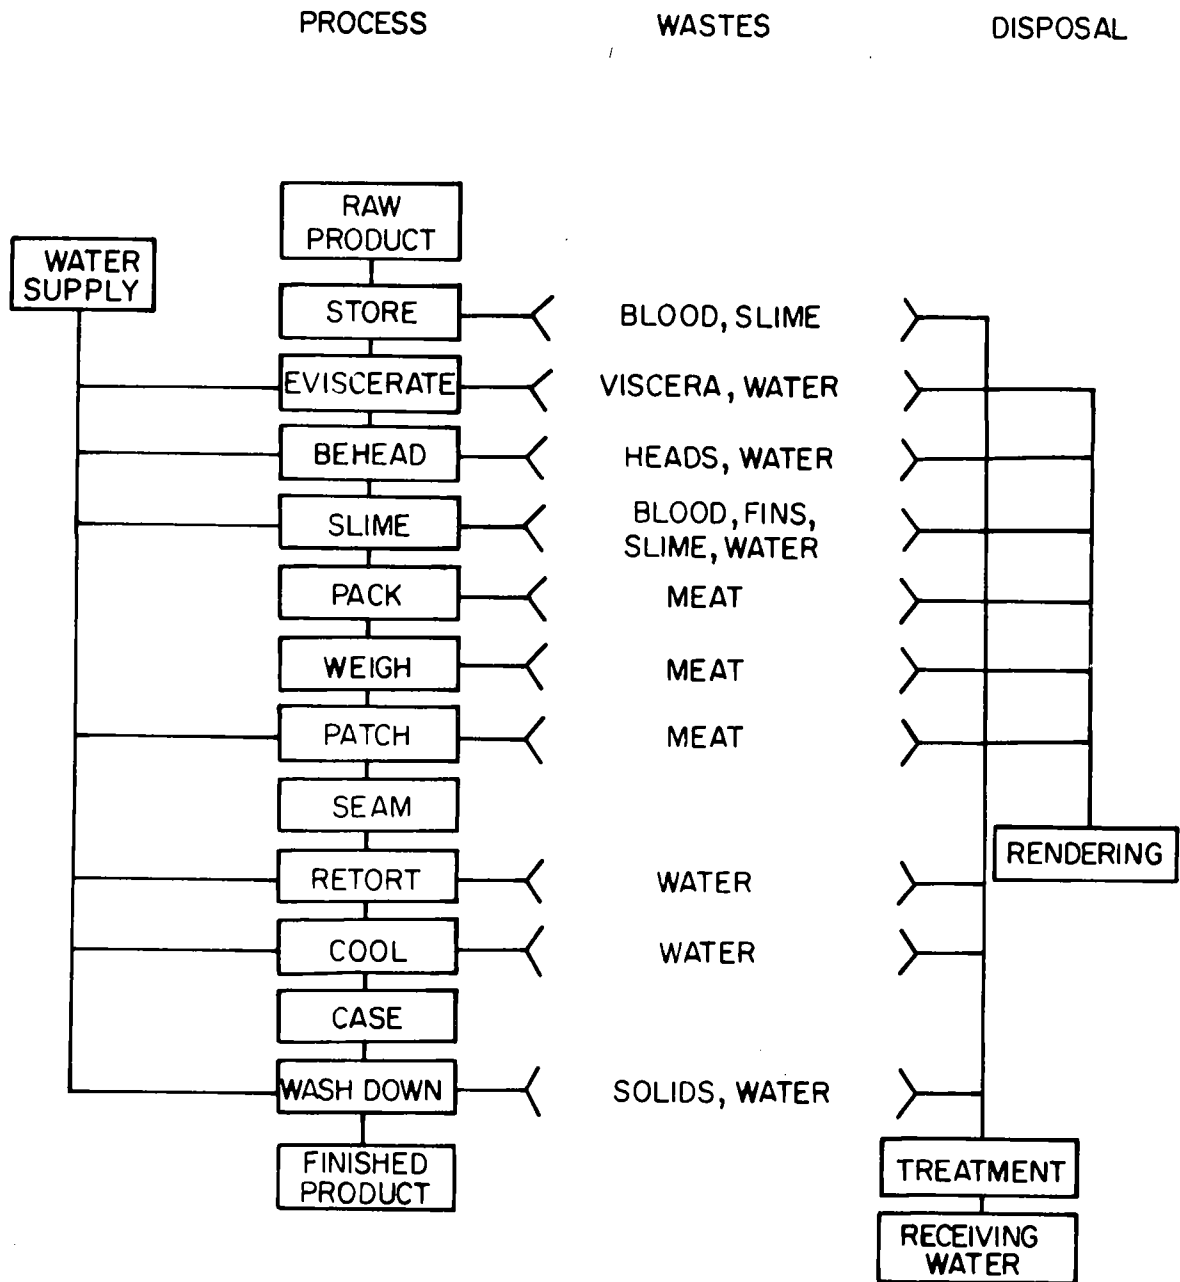 PROCESS
WASTES
DISPOSAL
RAW
PRODUCT
WATER
SUPPLY
STORE
BLOOD, SLIME
EVISCERATE
VISCERA, WATER
BEHEAD
HEADS, WATER
SLIME
BLOOD, FINS,
SLIME, WATER
PACK
MEAT
WEIGH
MEAT
PATCH
MEAT
SEAM
RENDERING
RETORT
WATER
COOL
WATER
CASE
WASH DOWN
SOLIDS, WATER
FINISHED
PRODUCT
TREATMENT
RECEIVING
WATER